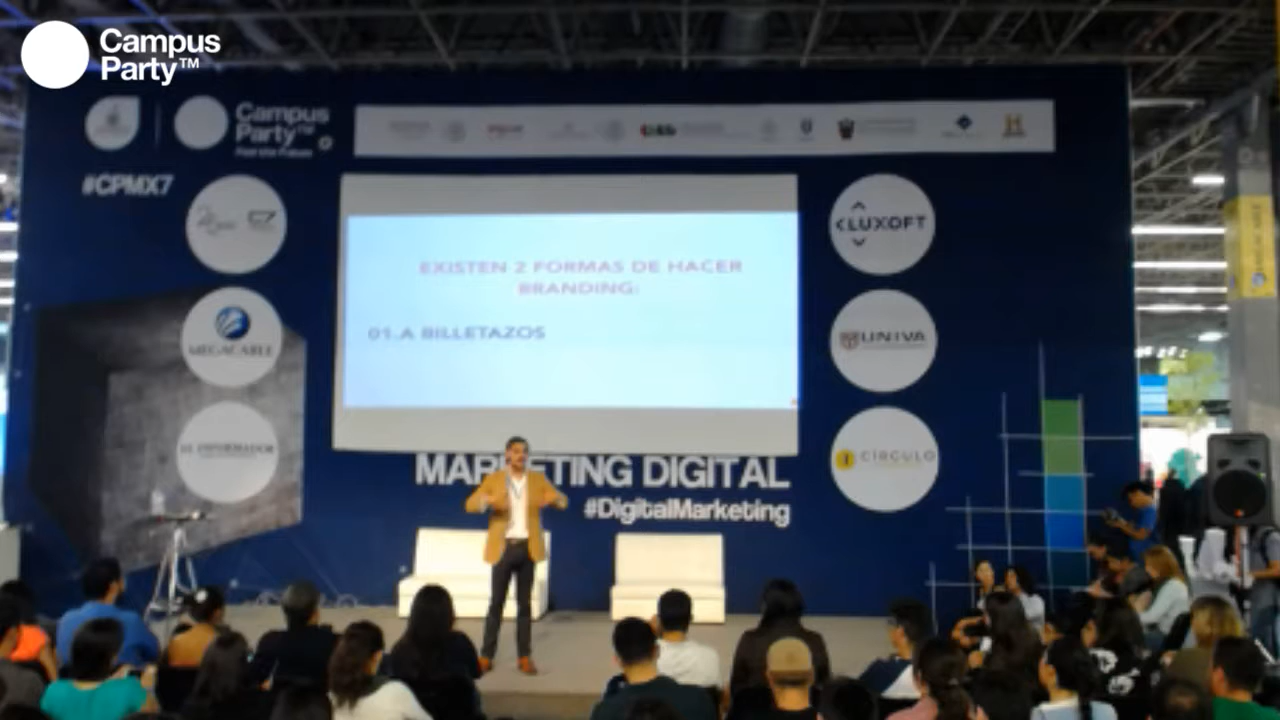 Campus
Party™
Campus
Party™
#CPMX7
EXISTEN 2 FORMAS DE HACER
BRANDING:
01.A BILLETAZOS
LUXOFT
MEGACABLE
UNIVA
EL INFORMADOR
CÍRCULO
MARKETING DIGITAL
#DigitalMarketing